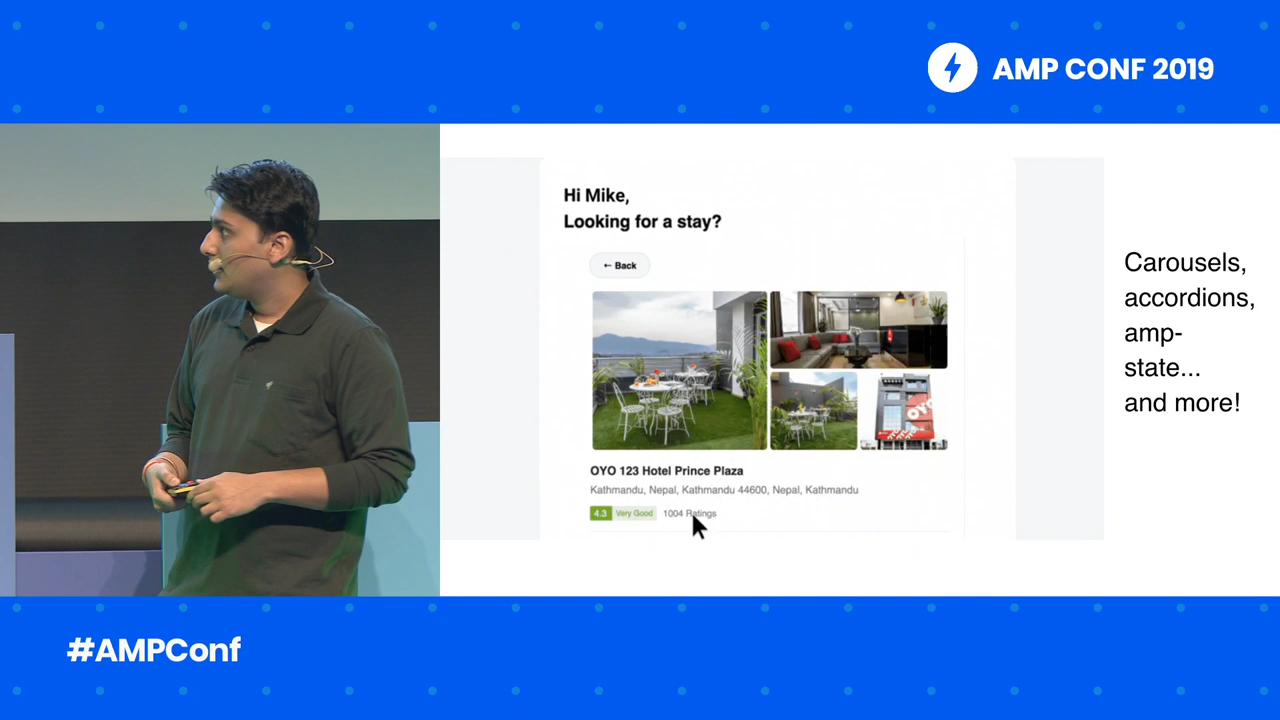 AMP CONF 2019
Hi Mike,
Looking for a stay?
← Back
OYO 123 Hotel Prince Plaza
Kathmandu, Nepal, Kathmandu 44600, Nepal, Kathmandu
4.3 Very Good 1004 Ratings
Carousels,
accordions,
amp-
state...
and more!
#AMPConf